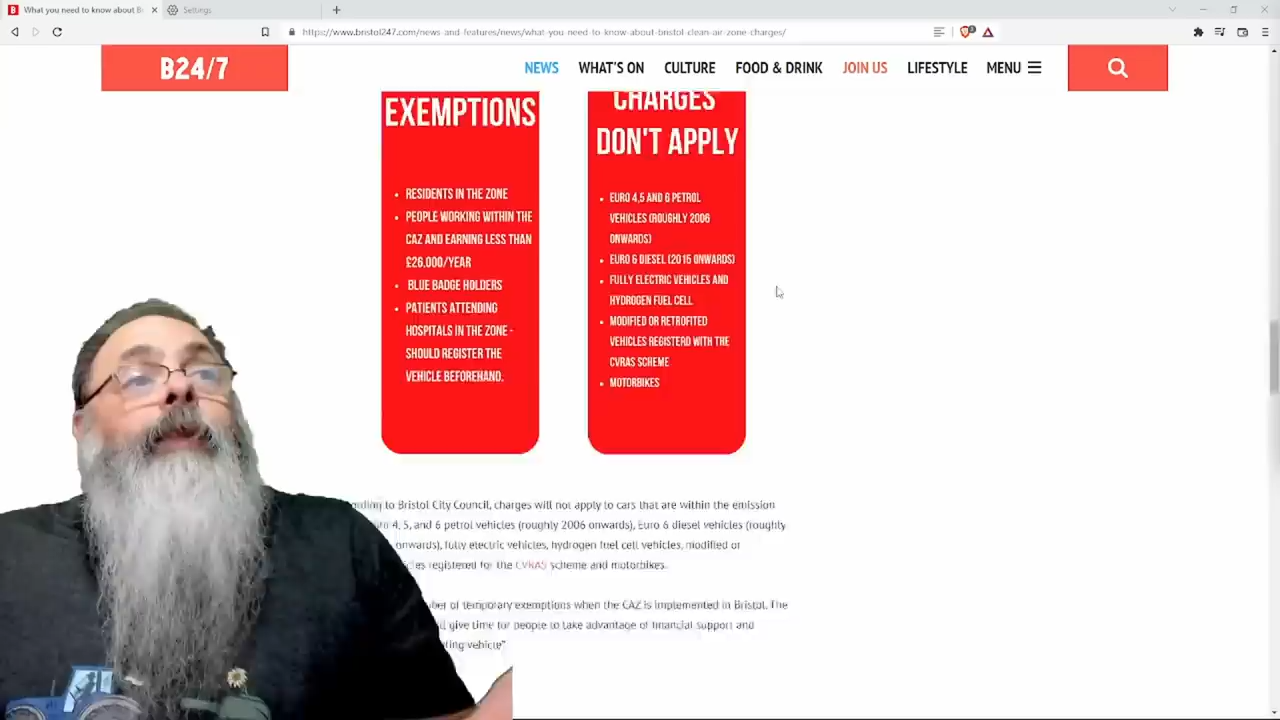 What you need to know about B
Settings
https://www.bristol247.com/news-and-features/news/what-you-need-to-know-about-bristol-clean-air-zone-charges/
B24/7
NEWS
WHAT'S ON
CULTURE
FOOD & DRINK
JOIN US
LIFESTYLE
MENU
EXEMPTIONS
RESIDENTS IN THE ZONE
PEOPLE WORKING WITHIN THE
CAZ AND EARNING LESS THAN
£26,000/YEAR
BLUE BADGE HOLDERS
PATIENTS ATTENDING
HOSPITALS IN THE ZONE -
SHOULD REGISTER THE
VEHICLE BEFOREHAND.
CHARGES
DON'T APPLY
EURO 4,5 AND 6 PETROL
VEHICLES (ROUGHLY 2006
ONWARDS)
EURO 6 DIESEL (2015 ONWARDS)
FULLY ELECTRIC VEHICLES AND
HYDROGEN FUEL CELL
MODIFIED OR RETROFITED
VEHICLES REGISTERD WITH THE
CVRAS SCHEME
MOTORBIKES
to Bristol City Council, charges will not apply to cars that are within the emission
4, 5, and 6 petrol vehicles (roughly 2006 onwards), Euro 6 diesel vehicles (roughly
onwards), fully electric vehicles, hydrogen fuel cell vehicles, modified or
registered for the CVRAS scheme and motorbikes.
of temporary exemptions when the CAZ is implemented in Bristol. The
give time for people to take advantage of financial support and
vehicle"